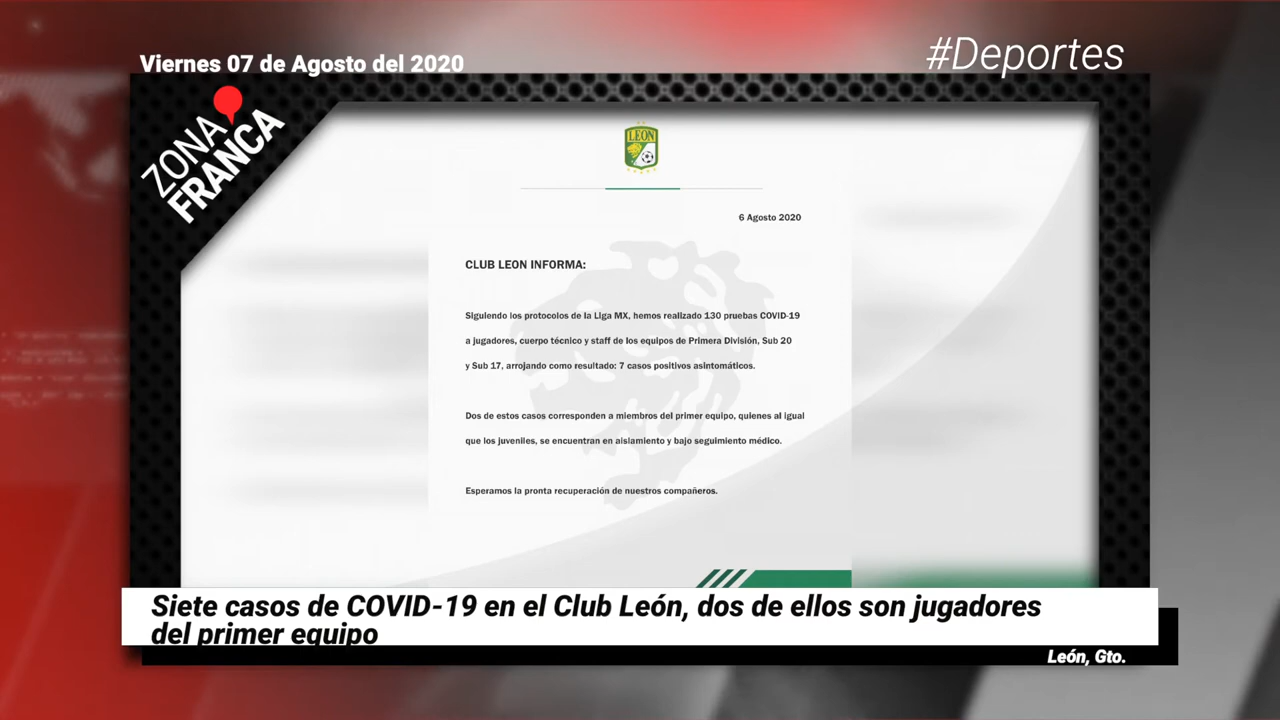 Viernes 07 de Agosto del 2020
#Deportes
ZONA
FRANCA
LEON
6 Agosto 2020
CLUB LEON INFORMA:
Siguiendo los protocolos de la Liga MX, hemos realizado 130 pruebas COVID-19
a jugadores, cuerpo técnico y staff de los equipos de Primera División, Sub 20
y Sub 17, arrojando como resultado: 7 casos positivos asintomáticos.
Dos de estos casos corresponden a miembros del primer equipo, quienes al igual
que los juveniles, se encuentran en aislamiento y bajo seguimiento médico.
Esperamos la pronta recuperación de nuestros compañeros.
Siete casos de COVID-19 en el Club León, dos de ellos son jugadores
del primer equipo
León, Gto.